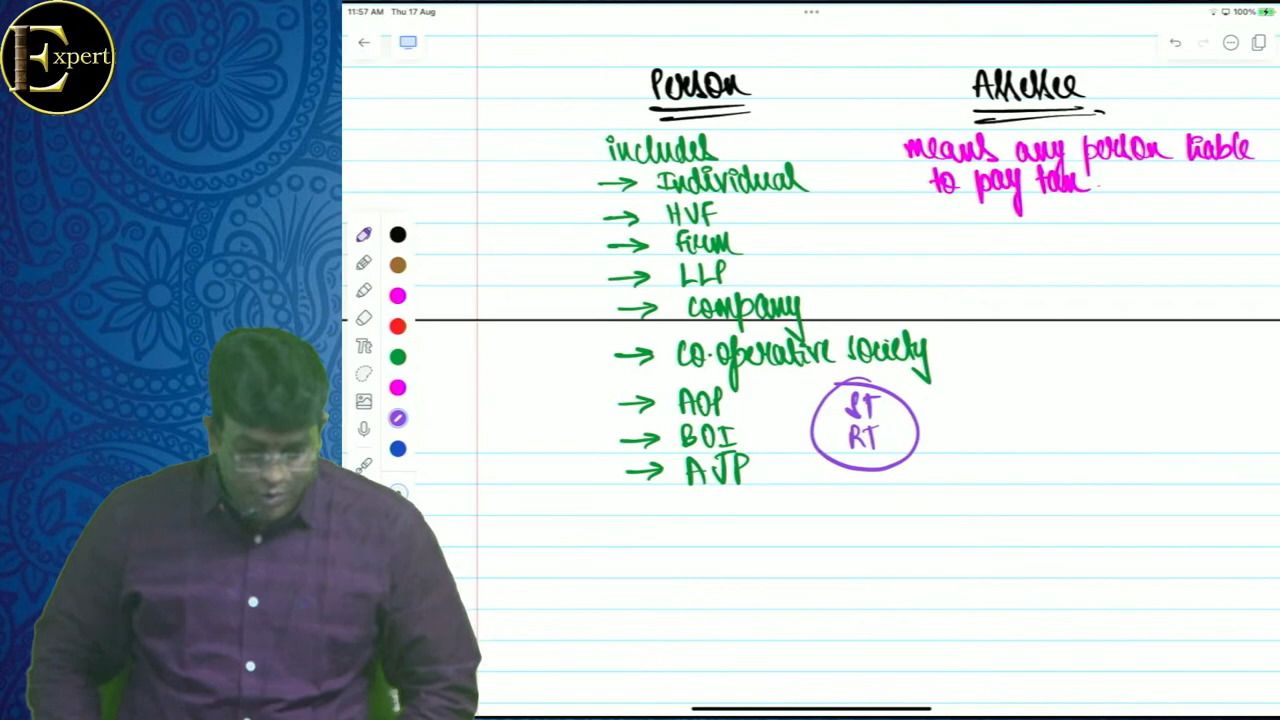 11:57 AM Thu 17 Aug
100%
Expert
Person
includes
→ Individual
→ HUF
→ Firm
→ LLP
→ company
→ co.operative society
→ AOP
→ BOI
→ AJP
ST
RT
Assessee
means any person liable
to pay tax.
Tt